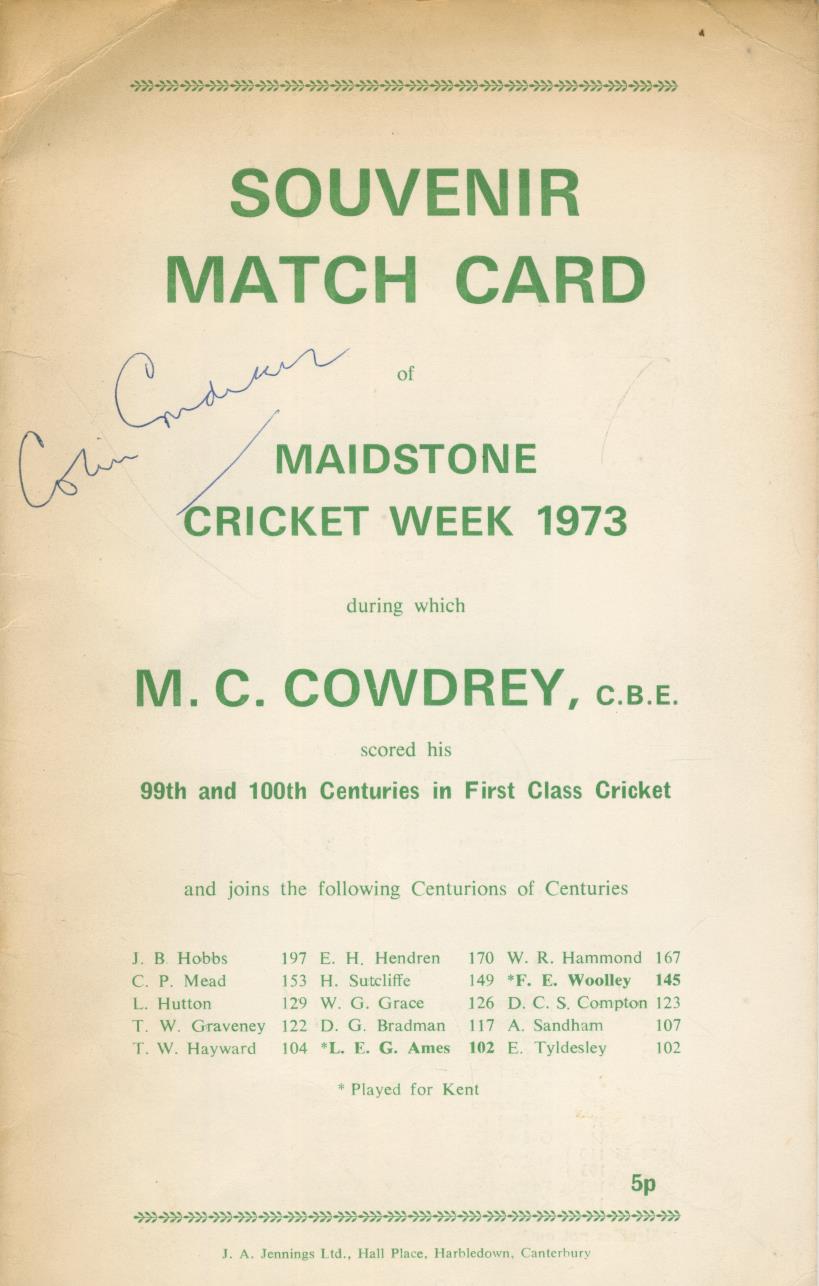 SOUVENIR
MATCH CARD
of
Colin Cowdrey
MAIDSTONE
CRICKET WEEK 1973
during which
M. C. COWDREY, C.B.E.
scored his
99th and 100th Centuries in First Class Cricket
and joins the following Centurions of Centuries
J. B. Hobbs 197 E. H. Hendren 170 W. R. Hammond 167
C. P. Mead 153 H. Sutcliffe 149 *F. E. Woolley 145
L. Hutton 129 W. G. Grace 126 D. C. S. Compton 123
T. W. Graveney 122 D. G. Bradman 117 A. Sandham 107
T. W. Hayward 104 *L. E. G. Ames 102 E. Tyldesley 102
* Played for Kent
5p
J. A. Jennings Ltd., Hall Place, Harbledown, Canterbury